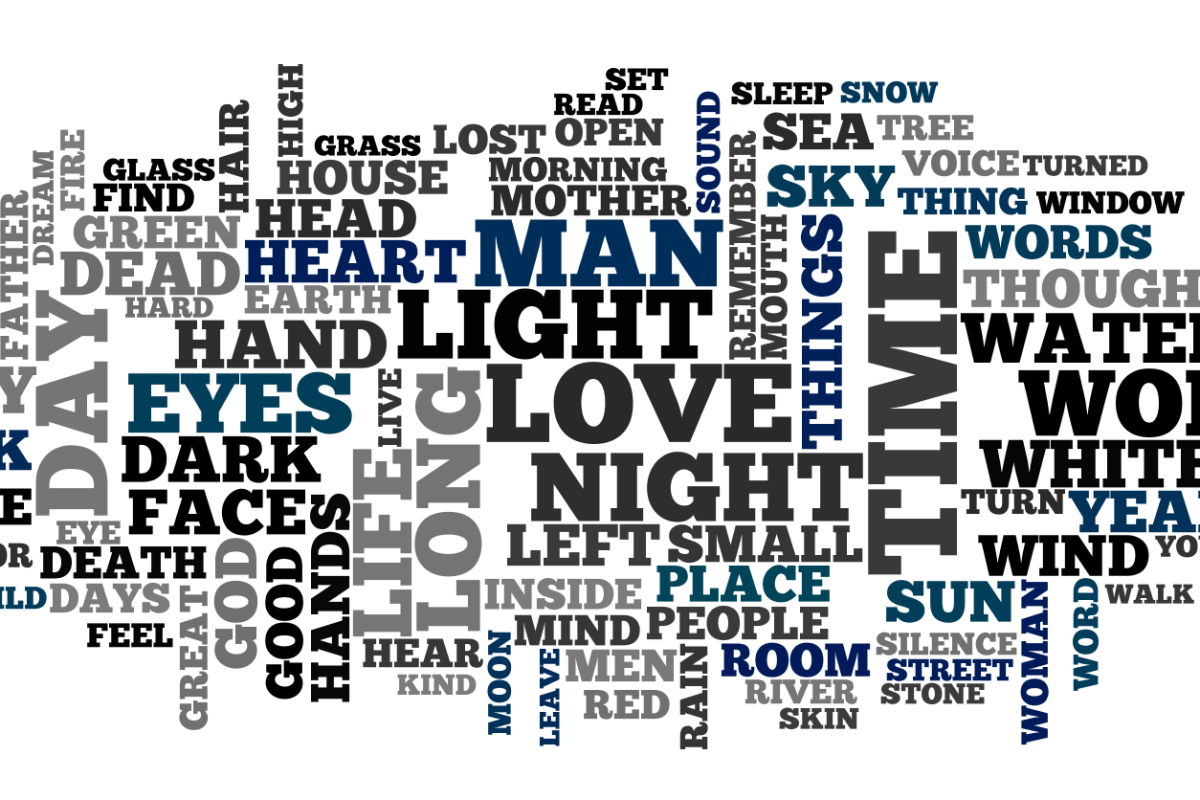 SET
READ
LOST
OPEN
HIGH
GRASS
HAIR
SOUND
SLEEP
SNOW
SEA
TREE
DREAM
FIRE
GLASS
FIND
HOUSE
MORNING
MOTHER
REMEMBER
SKY
VOICE
TURNED
THING
WINDOW
FATHER
GREEN
HEAD
HEART
MAN
MOUTH
THINGS
WORDS
DEAD
HARD
EARTH
LIGHT
TIME
THOUGH
DAY
HAND
WATE
EYES
LIVE
LONG
LOVE
WO
DARK
LIFE
NIGHT
WHITE
FACES
HANDS
TURN
YEA
EYE
LEFT
SMALL
WIND
YO
OR
DEATH
ILD
DAYS
GOD
GOOD
INSIDE
PLACE
SUN
WOMAN
WORD
WALK
FEEL
GREAT
HEAR
MIND
PEOPLE
SILENCE
KIND
MOON
LEAVE
MEN
RAIN
ROOM
STREET
RED
RIVER
STONE
SKIN